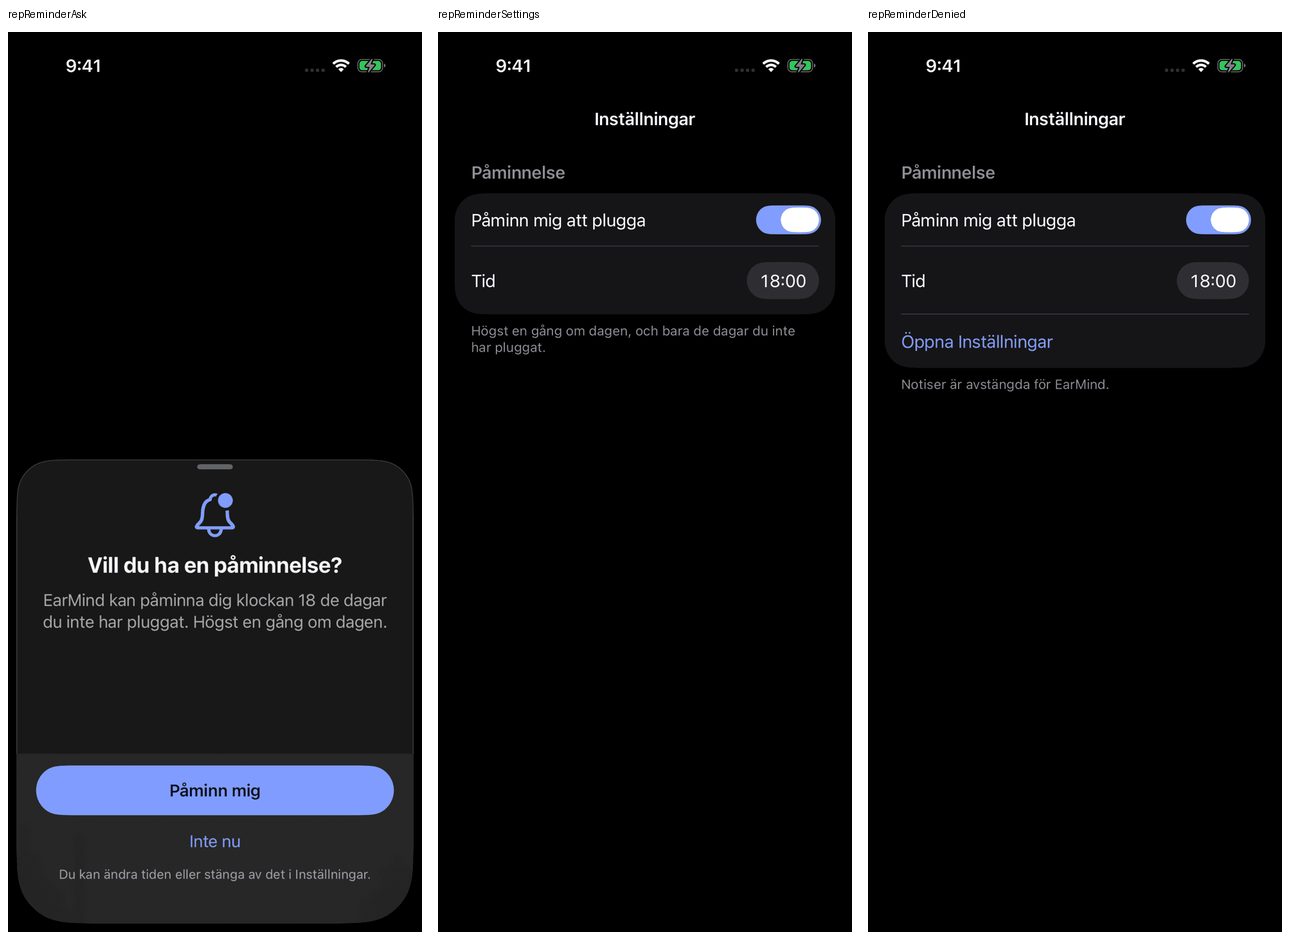 repReminderAsk
9:41
Vill du ha en påminnelse?
EarMind kan påminna dig klockan 18 de dagar
du inte har pluggat. Högst en gång om dagen.
Påminn mig
Inte nu
Du kan ändra tiden eller stänga av det i Inställningar.
repReminderSettings
9:41
Inställningar
Påminnelse
Påminn mig att plugga
Tid 18:00
Högst en gång om dagen, och bara de dagar du inte
har pluggat.
repReminderDenied
9:41
Inställningar
Påminnelse
Påminn mig att plugga
Tid 18:00
Öppna Inställningar
Notiser är avstängda för EarMind.